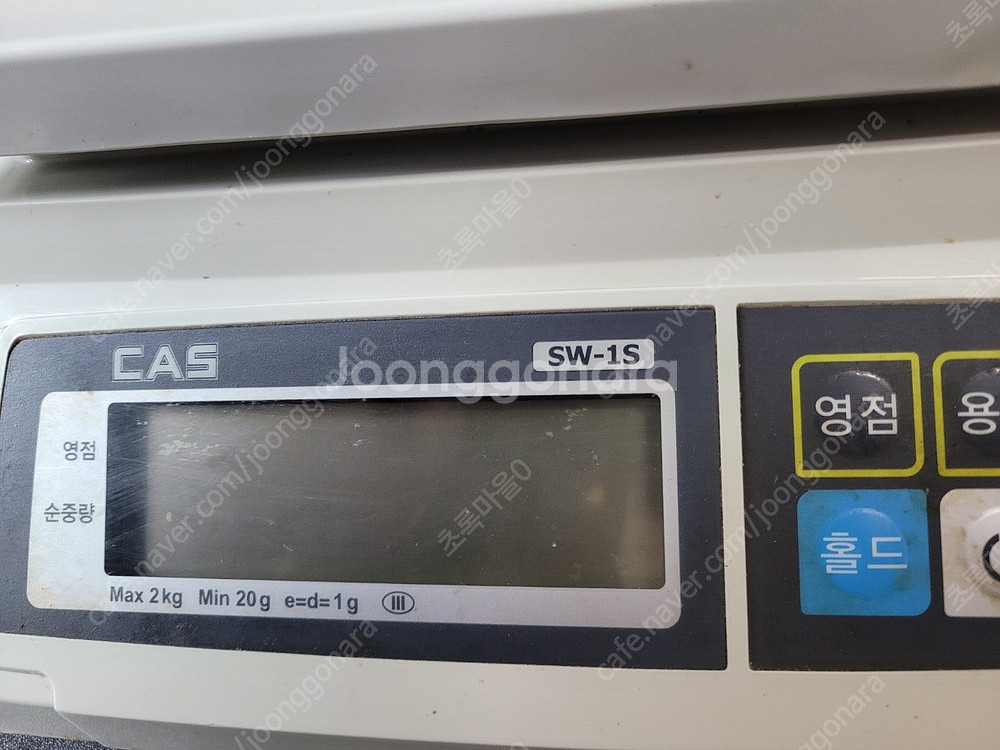 CAS
SW-1S
joonggonara
영점
순중량
Max 2kg Min 20g e=d=1g III
영점
용
홀드
cafe.naver.com/joonggonara
초록마을0